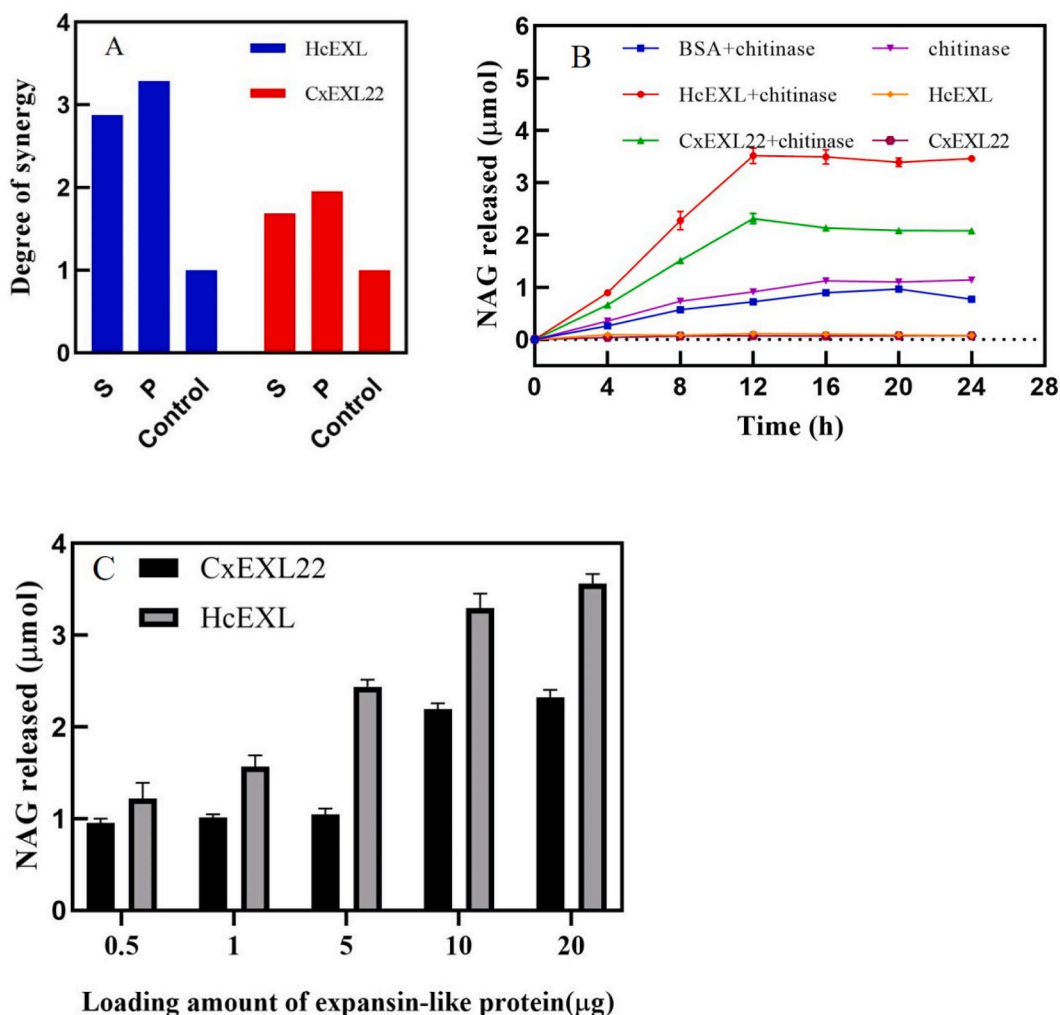 A
HcEXL
CxEXL22
Degree of synergy
4
3
2
1
0
S
P
Control
S
P
Control
B
BSA+chitinase
chitinase
HcEXL+chitinase
HcEXL
CxEXL22+chitinase
CxEXL22
NAG released (μmol)
6
5
4
3
2
1
0
0 4 8 12 16 20 24 28
Time (h)
C
CxEXL22
HcEXL
NAG released (μmol)
4
3
2
1
0
0.5 1 5 10 20
Loading amount of expansin-like protein(μg)